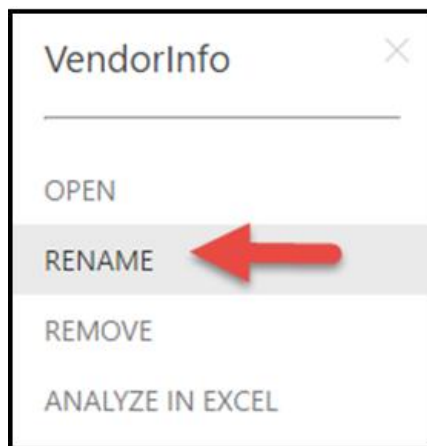 VendorInfo
OPEN
RENAME
REMOVE
ANALYZE IN EXCEL